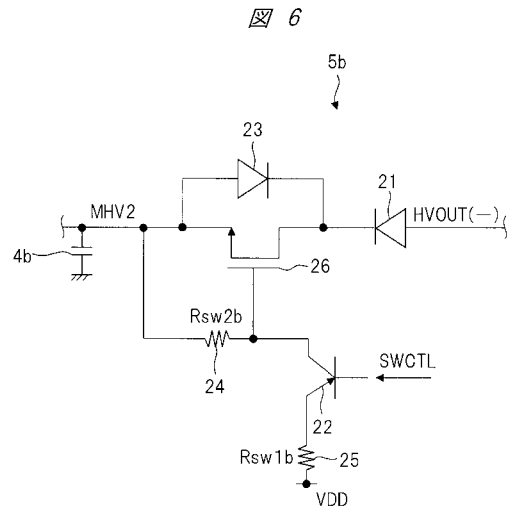 図 6
5b
23
21
MHV2
HVOUT(−)
4b
26
Rsw2b
24
SWCTL
22
Rsw1b
25
VDD